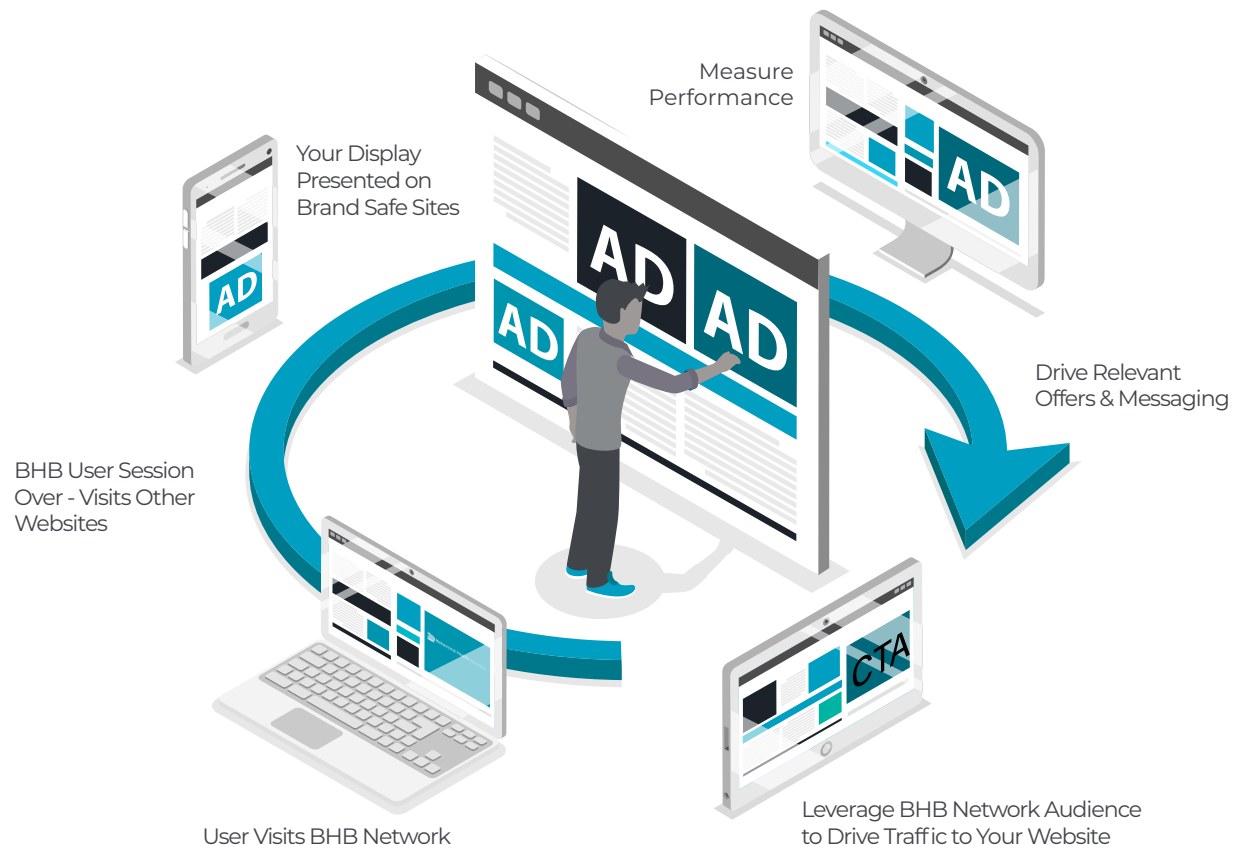 Measure
Performance
Your Display
Presented on
Brand Safe Sites
AD
AD
AD
AD
AD
Drive Relevant
Offers & Messaging
BHB User Session
Over - Visits Other
Websites
CTA
User Visits BHB Network
Leverage BHB Network Audience
to Drive Traffic to Your Website